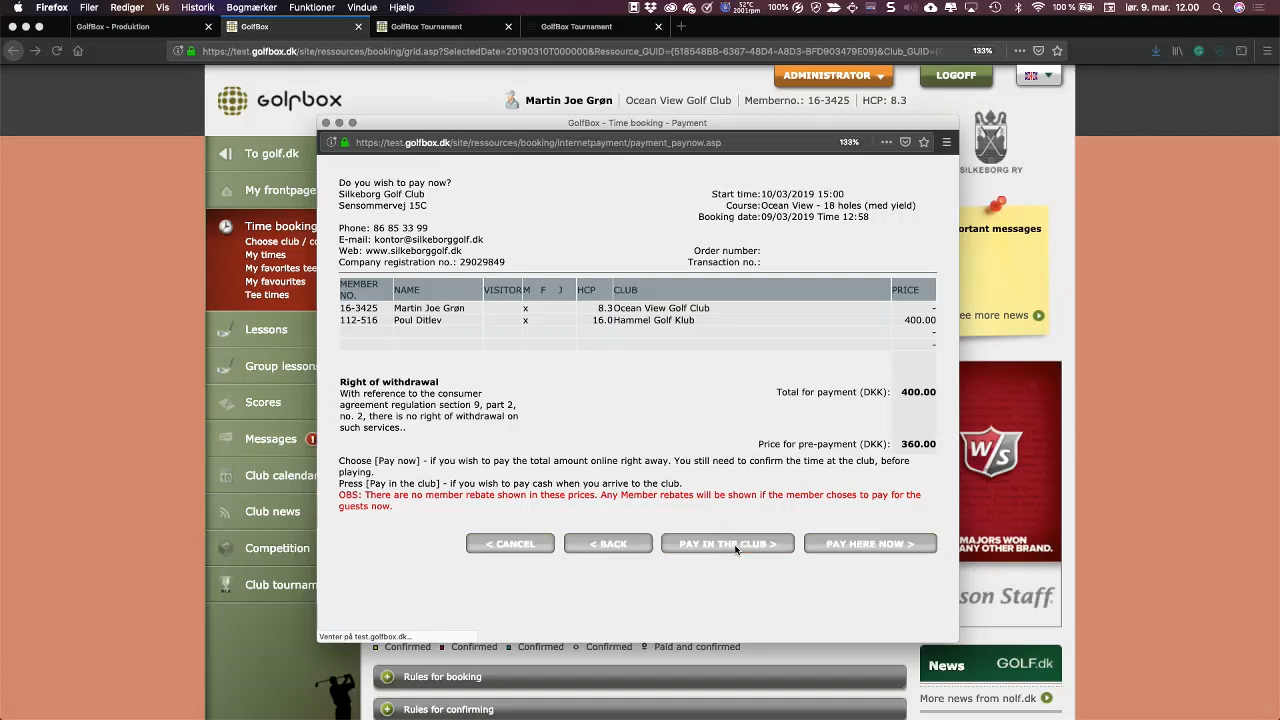 Firefox Filer Rediger Vis Historik Bogmærker Funktioner Vindue Hjælp
lør. 9. mar. 12.00
GolfBox - Produktion
GolfBox
GolfBox Tournament
GolfBox Tournament
https://test.golfbox.dk/site/ressources/booking/grid.asp?SelectedDate=20190310T000000&Ressource_GUID={518548BB-6367-48D4-A8D3-BFD903479E09}&Club_GUID={
133%
ADMINISTRATOR
LOGOFF
GOLFBOX
Martin Joe Grøn
Ocean View Golf Club
Memberno.: 16-3425
HCP: 8.3
SILKEBORG RY
To golf.dk
My frontpage
Time booking
Choose club / co
My times
My favorites tee
My favourites
Tee times
Lessons
Group lesson
Scores
Messages 1
Club calenda
Club news
Competition
Club tournam
GolfBox - Time booking - Payment
https://test.golfbox.dk/site/ressources/booking/internetpayment/payment_paynow.asp
133%
Do you wish to pay now?
Silkeborg Golf Club
Sensommervej 15C
Phone: 86 85 33 99
E-mail: kontor@silkeborggolf.dk
Web: www.silkeborggolf.dk
Company registration no.: 29029849
Start time: 10/03/2019 15:00
Course: Ocean View - 18 holes (med yield)
Booking date: 09/03/2019 Time 12:58
Order number:
Transaction no.:
MEMBER NO. NAME VISITOR M F J HCP CLUB PRICE
16-3425 Martin Joe Grøn x 8.3 Ocean View Golf Club -
112-516 Poul Ditlev x 16.0 Hammel Golf Klub 400.00
-
-
Right of withdrawal
With reference to the consumer
agreement regulation section 9, part 2,
no. 2, there is no right of withdrawal on
such services..
Total for payment (DKK): 400.00
Price for pre-payment (DKK): 360.00
Choose [Pay now] - if you wish to pay the total amount online right away. You still need to confirm the time at the club, before
playing.
Press [Pay in the club] - if you wish to pay cash when you arrive to the club.
OBS: There are no member rebate shown in these prices. Any Member rebates will be shown if the member choses to pay for the
guests now.
< CANCEL
< BACK
PAY IN THE CLUB >
PAY HERE NOW >
Venter på test.golfbox.dk...
ortant messages
ee more news
W/S
MAJORS WON
ANY OTHER BRAND.
son Staff.
Confirmed Confirmed Confirmed Confirmed Paid and confirmed
Rules for booking
Rules for confirming
News GOLF.dk
More news from nolf.dk